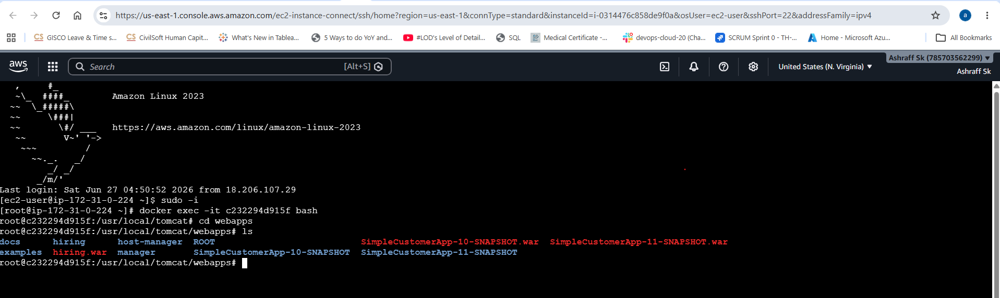 https://us-east-1.console.aws.amazon.com/ec2-instance-connect/ssh/home?region=us-east-1&connType=standard&instanceId=i-0314476c858de9f0a&osUser=ec2-user&sshPort=22&addressFamily=ipv4
a
GISCO Leave & Time s...
CivilSoft Human Capit...
What's New in Tablea...
5 Ways to do YoY and...
#LOD's Level of Detail...
SQL
Medical Certificate -...
devops-cloud-20 (Cha...
SCRUM Sprint 0 - TH-...
Home - Microsoft Azu...
All Bookmarks
aws
Search
[Alt+S]
United States (N. Virginia)
Ashraff Sk (785703562299)
Ashraff Sk
   ,     #_
   ~\_  ####_        Amazon Linux 2023
  ~~  \_#####\
  ~~     \###|
  ~~       \#/ ___   https://aws.amazon.com/linux/amazon-linux-2023
   ~~       V~' '->
    ~~~         /
      ~~._.   _/
         _/ _/
       _/m/'
Last login: Sat Jun 27 04:50:52 2026 from 18.206.107.29
[ec2-user@ip-172-31-0-224 ~]$ sudo -i
[root@ip-172-31-0-224 ~]# docker exec -it c232294d915f bash
root@c232294d915f:/usr/local/tomcat# cd webapps
root@c232294d915f:/usr/local/tomcat/webapps# ls
docs      hiring      host-manager  ROOT                           SimpleCustomerApp-10-SNAPSHOT.war  SimpleCustomerApp-11-SNAPSHOT.war
examples  hiring.war  manager       SimpleCustomerApp-10-SNAPSHOT  SimpleCustomerApp-11-SNAPSHOT
root@c232294d915f:/usr/local/tomcat/webapps#